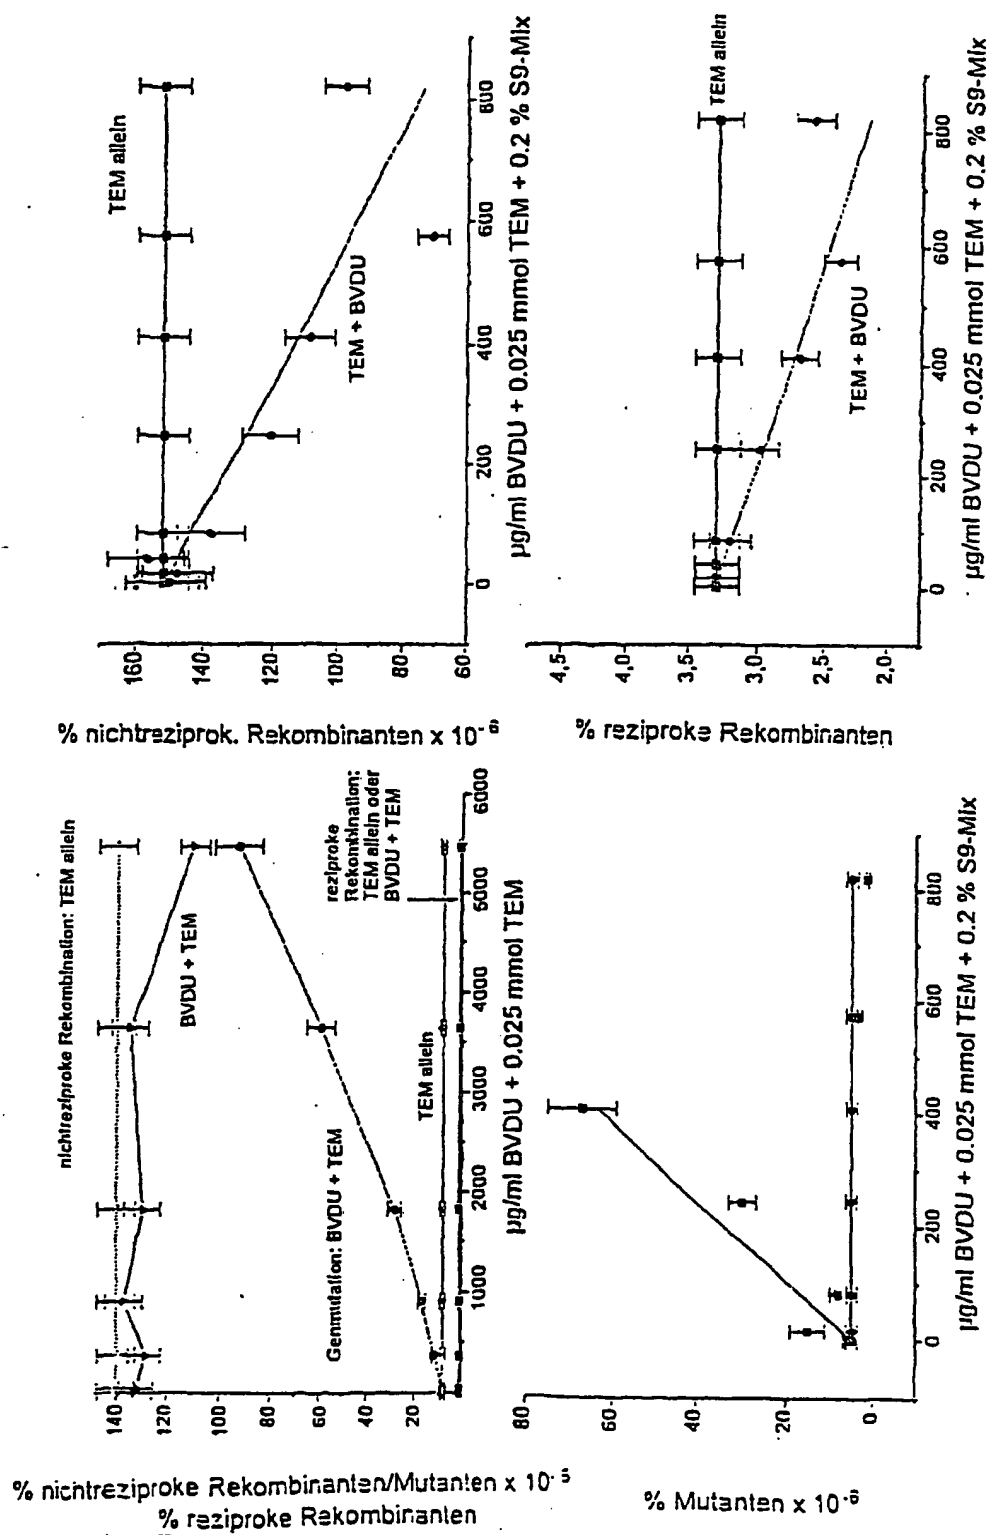 % nichtreziproke Rekombinanten/Mutanten x 10⁻⁵
% reziproke Rekombinanten
140
120
100
80
60
40
20
nichtreziproke Rekombination: TEM allein
BVDU + TEM
Genmutation: BVDU + TEM
TEM allein
reziproke
Rekombination:
TEM allein oder
BVDU + TEM
1000
2000
3000
4000
5000
6000
µg/ml BVDU + 0.025 mmol TEM
% nichtreziprok. Rekombinanten x 10⁻⁶
160
140
120
100
80
60
TEM allein
TEM + BVDU
0
200
400
600
800
µg/ml BVDU + 0.025 mmol TEM + 0.2 % S9-Mix
% Mutanten x 10⁻⁶
80
60
20
0
0
200
400
600
800
µg/ml BVDU + 0.025 mmol TEM + 0.2 % S9-Mix
% reziproke Rekombinanten
4,5
4,0
3,5
3,0
2,5
2,0
TEM allein
TEM + BVDU
0
200
400
600
800
µg/ml BVDU + 0.025 mmol TEM + 0.2 % S9-Mix